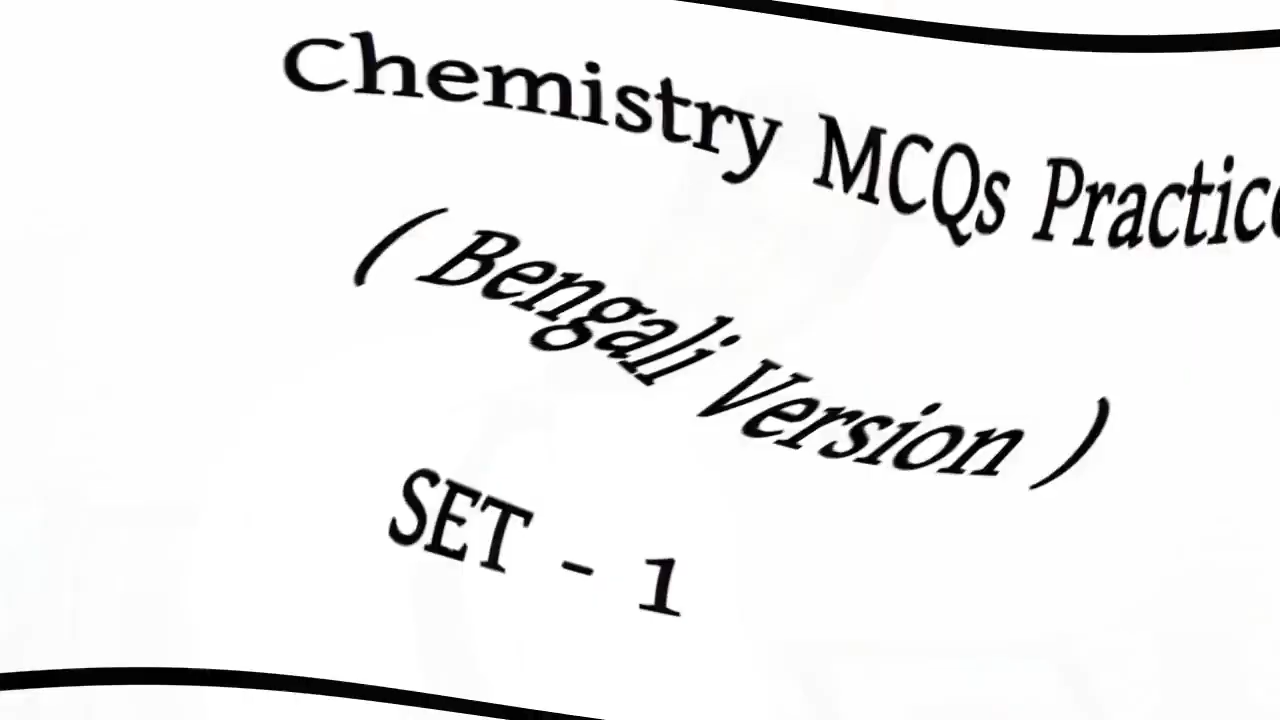 Chemistry MCQs Practice
( Bengali Version )
SET - 1